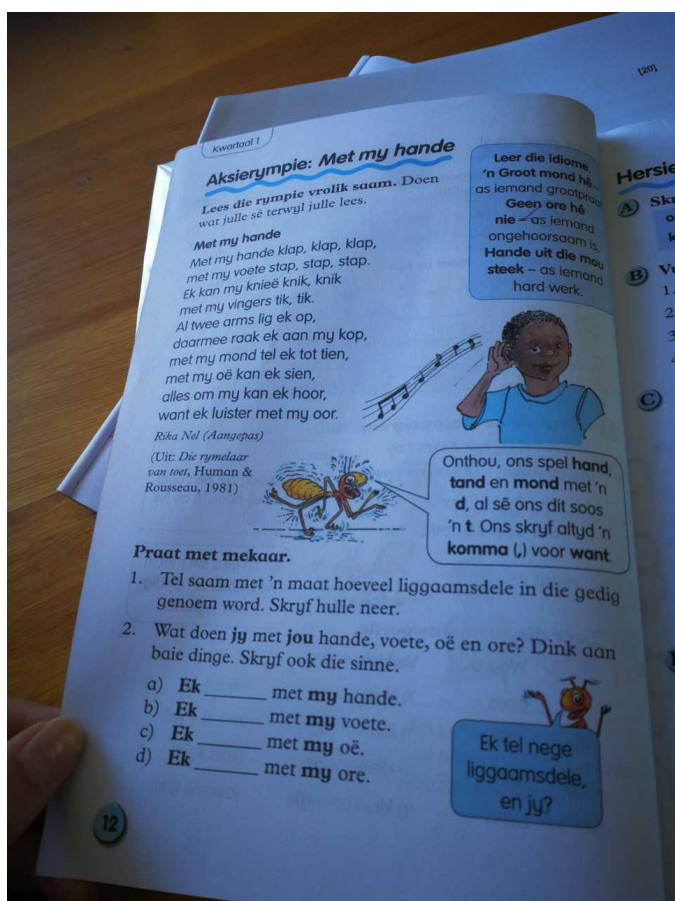 [20]
Kwartaal 1
Aksierympie: Met my hande
Lees die rympie vrolik saam. Doen
wat julle sê terwyl julle lees.
Met my hande
Met my hande klap, klap, klap,
met my voete stap, stap, stap.
Ek kan my knieë knik, knik
met my vingers tik, tik.
Al twee arms lig ek op,
daarmee raak ek aan my kop,
met my mond tel ek tot tien,
met my oë kan ek sien,
alles om my kan ek hoor,
want ek luister met my oor.
Rika Nel (Aangepas)
(Uit: Die rymelaar
van toet, Human &
Rousseau, 1981)
Leer die idiome
'n Groot mond hê –
as iemand
Geen ore hê
nie – as iemand
ongehoorsaam is.
Hande uit die mou
steek – as iemand
hard werk.
Onthou, ons spel hand,
tand en mond met 'n
d, al sê ons dit soos
'n t. Ons skryf altyd 'n
komma (,) voor want.
Praat met mekaar.
1. Tel saam met 'n maat hoeveel liggaamsdele in die gedig
genoem word. Skryf hulle neer.
2. Wat doen jy met jou hande, voete, oë en ore? Dink aan
baie dinge. Skryf ook die sinne.
a) Ek ______ met my hande.
b) Ek ______ met my voete.
c) Ek ______ met my oë.
d) Ek ______ met my ore.
Ek tel nege
liggaamsdele,
en jy?
12
A
B
1.
2
3
C